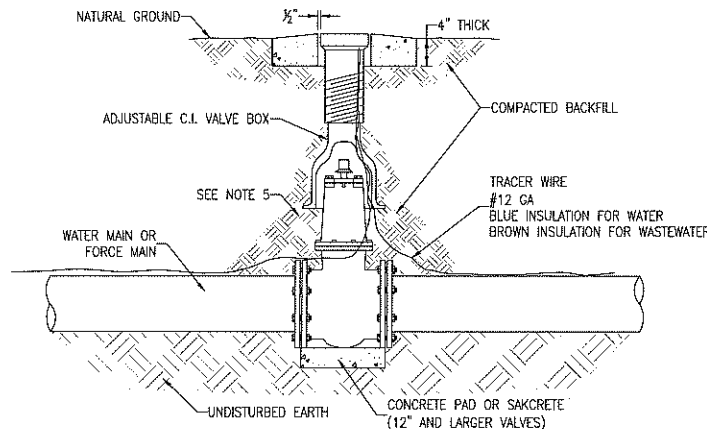 NATURAL GROUND
½"
4" THICK
ADJUSTABLE C.I. VALVE BOX
COMPACTED BACKFILL
SEE NOTE 5
TRACER WIRE
#12 GA
BLUE INSULATION FOR WATER
BROWN INSULATION FOR WASTEWATER
WATER MAIN OR
FORCE MAIN
UNDISTURBED EARTH
CONCRETE PAD OR SAKCRETE
(12" AND LARGER VALVES)